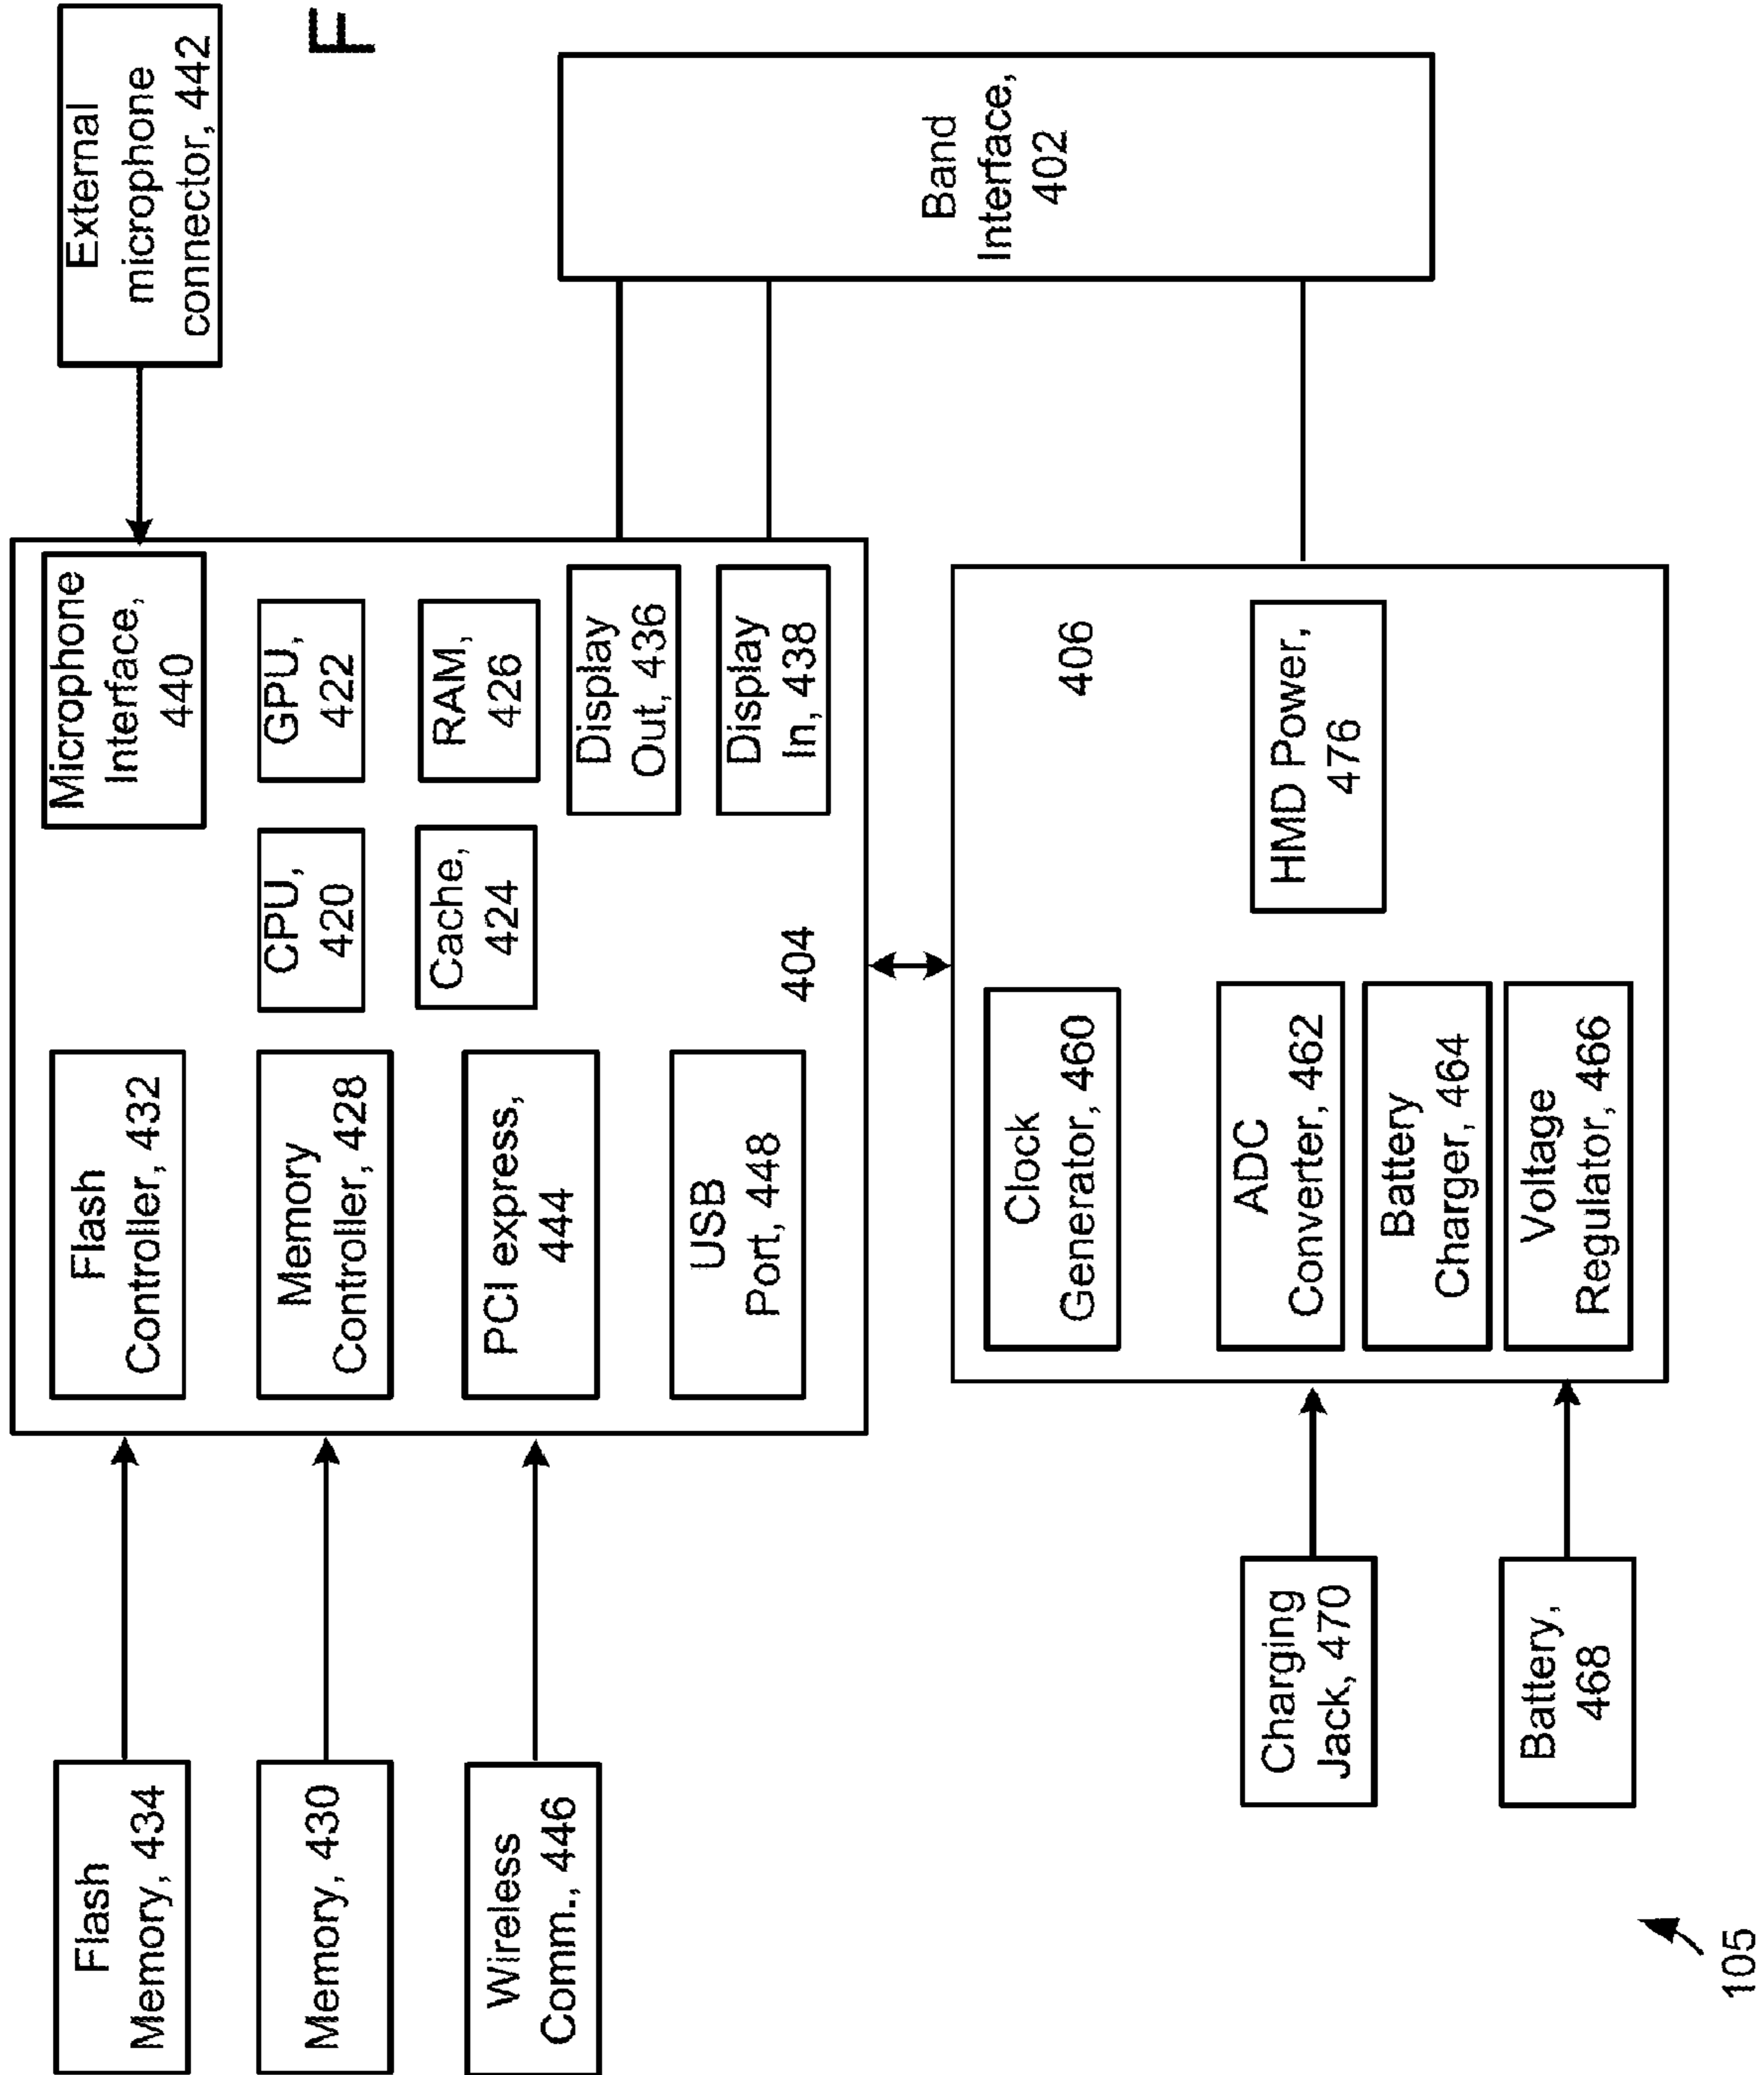 External
microphone
connector, 442
F
Flash
Memory, 434
Flash
Controller, 432
Microphone
Interface,
440
Memory, 430
Memory
Controller, 428
CPU,
420
GPU,
422
Wireless
Comm., 446
PCI express,
444
Cache,
424
RAM,
426
Display
Out, 436
USB
Port, 448
Display
In, 438
404
Band
Interface,
402
Clock
Generator, 460
406
Charging
Jack, 470
ADC
Converter, 462
HMD Power,
476
Battery
Charger, 464
Battery,
468
Voltage
Regulator, 466
105